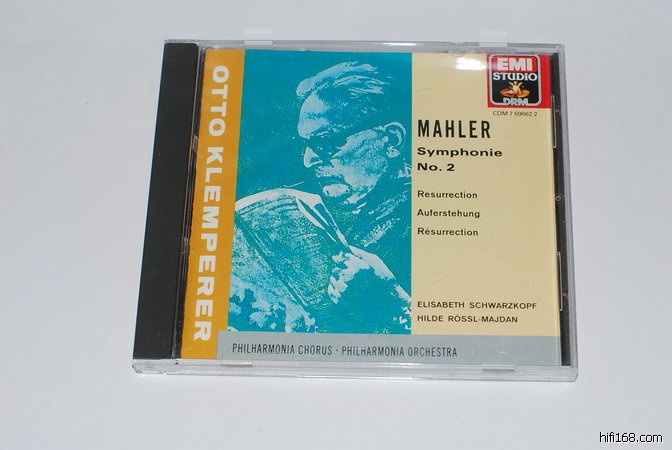 OTTO KLEMPERER
EMI
STUDIO
DRM
CDM 7 69662 2
MAHLER
Symphonie
No. 2
Resurrection
Auferstehung
Résurrection
ELISABETH SCHWARZKOPF
HILDE RÖSSL-MAJDAN
PHILHARMONIA CHORUS · PHILHARMONIA ORCHESTRA
hifi168.com